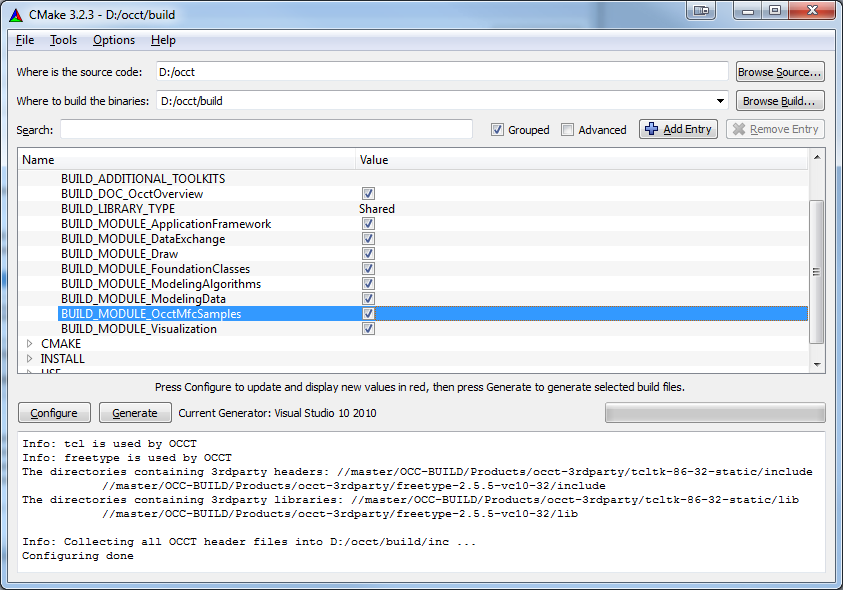 CMake 3.2.3 - D:/occt/build
File Tools Options Help
Where is the source code: D:/occt Browse Source...
Where to build the binaries: D:/occt/build Browse Build...
Search: Grouped Advanced Add Entry Remove Entry
Name Value
BUILD_ADDITIONAL_TOOLKITS
BUILD_DOC_OcctOverview
BUILD_LIBRARY_TYPE Shared
BUILD_MODULE_ApplicationFramework
BUILD_MODULE_DataExchange
BUILD_MODULE_Draw
BUILD_MODULE_FoundationClasses
BUILD_MODULE_ModelingAlgorithms
BUILD_MODULE_ModelingData
BUILD_MODULE_OcctMfcSamples
BUILD_MODULE_Visualization
CMAKE
INSTALL
USE
Press Configure to update and display new values in red, then press Generate to generate selected build files.
Configure Generate Current Generator: Visual Studio 10 2010
Info: tcl is used by OCCT
Info: freetype is used by OCCT
The directories containing 3rdparty headers: //master/OCC-BUILD/Products/occt-3rdparty/tcltk-86-32-static/include
//master/OCC-BUILD/Products/occt-3rdparty/freetype-2.5.5-vc10-32/include
The directories containing 3rdparty libraries: //master/OCC-BUILD/Products/occt-3rdparty/tcltk-86-32-static/lib
//master/OCC-BUILD/Products/occt-3rdparty/freetype-2.5.5-vc10-32/lib
Info: Collecting all OCCT header files into D:/occt/build/inc ...
Configuring done